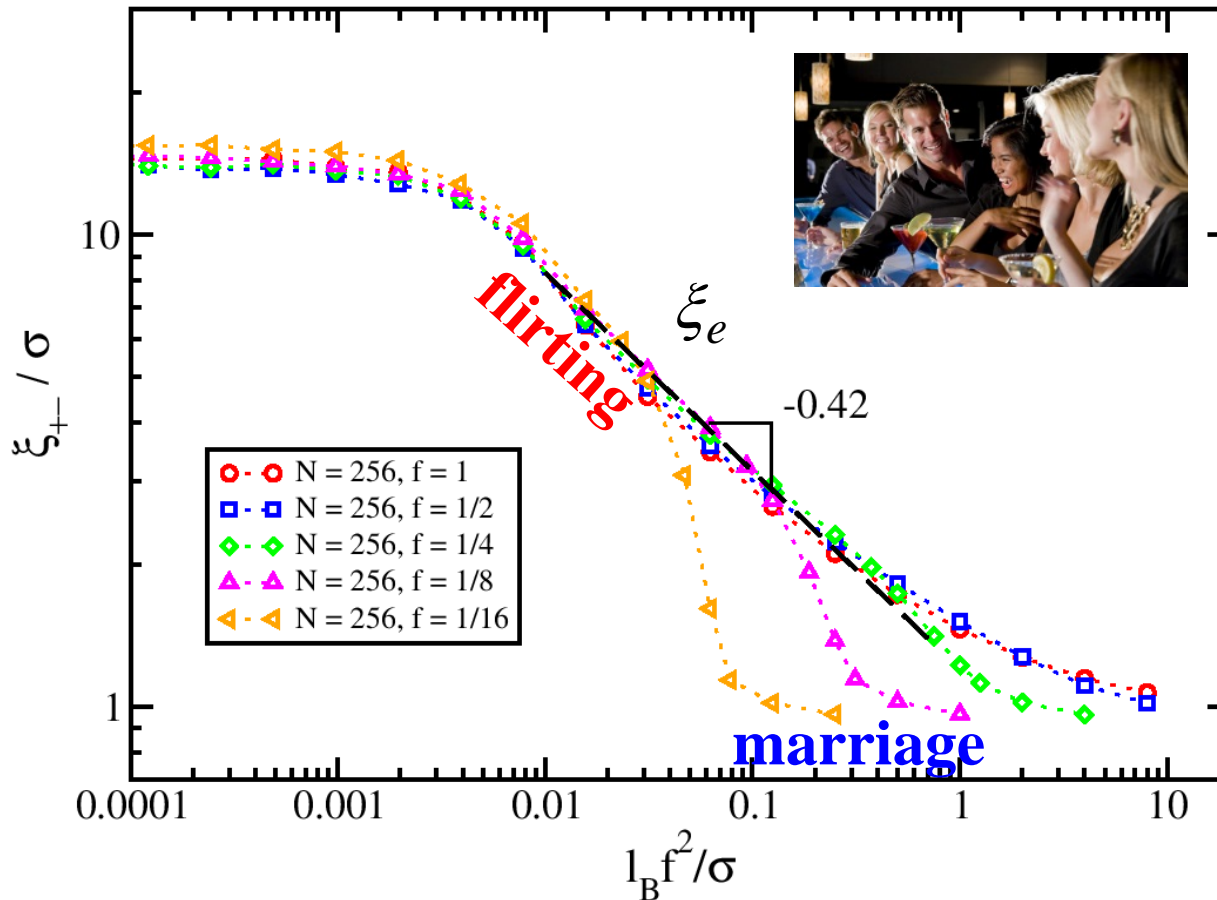 10
1
ξ+− / σ
flirting
ξe
-0.42
N = 256, f = 1
N = 256, f = 1/2
N = 256, f = 1/4
N = 256, f = 1/8
N = 256, f = 1/16
marriage
0.0001
0.001
0.01
0.1
1
10
lBf²/σ